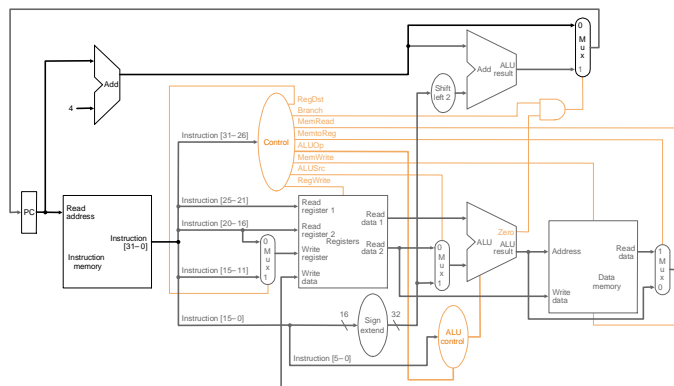 0
M
u
x
1
Add
4
Add
ALU
result
Shift
left 2
RegDst
Branch
MemRead
MemtoReg
ALUOp
MemWrite
ALUSrc
RegWrite
Control
Instruction [31–26]
PC
Read
address
Instruction
[31–0]
Instruction
memory
Instruction [25–21]
Instruction [20–16]
Instruction [15–11]
0
M
u
x
1
Read
register 1
Read
register 2
Write
register
Write
data
Registers
Read
data 1
Read
data 2
0
M
u
x
1
Zero
ALU
ALU
result
Address
Write
data
Read
data
Data
memory
1
M
u
x
0
Instruction [15–0]
16
Sign
extend
32
ALU
control
Instruction [5–0]